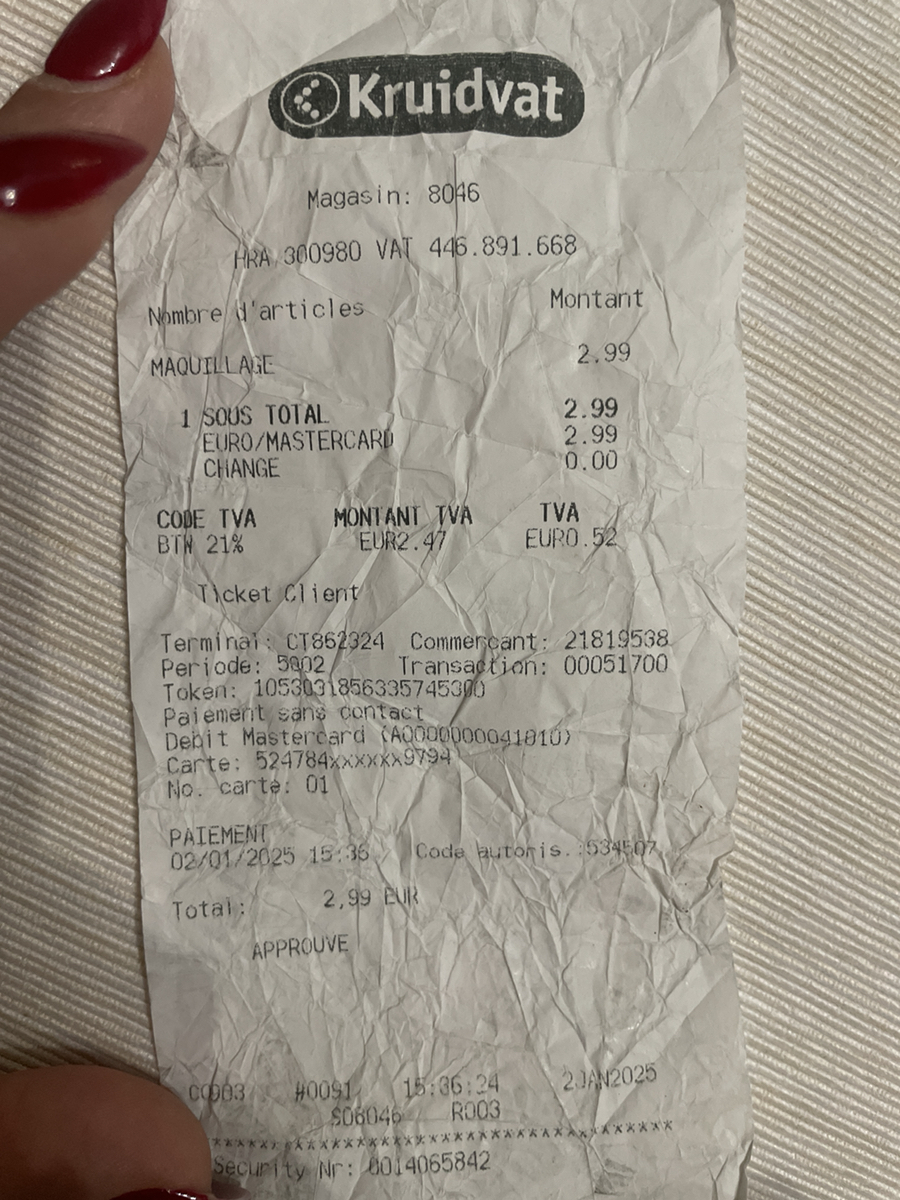 Kruidvat
Magasin: 8046
HRA 300980 VAT 446.891.668
Nombre d'articles Montant
MAQUILLAGE 2.99
1 SOUS TOTAL 2.99
EURO/MASTERCARD 2.99
CHANGE 0.00
CODE TVA MONTANT TVA TVA
BTW 21% EUR2.47 EUR0.52
Ticket Client
Terminal: CT862324 Commercant: 21819538
Periode: 5002 Transaction: 00051700
Token: 1053031856335745300
Paiement sans contact
Debit Mastercard (A0000000041010)
Carte: 524784xxxxxx9794
No. carte: 01
PAIEMENT
02/01/2025 15:36 Code autoris.:534507
Total: 2,99 EUR
APPROUVE
C0903 #0091 15:36:24 2JAN2025
S08046 R003
******************************************
Security Nr: 0014065842